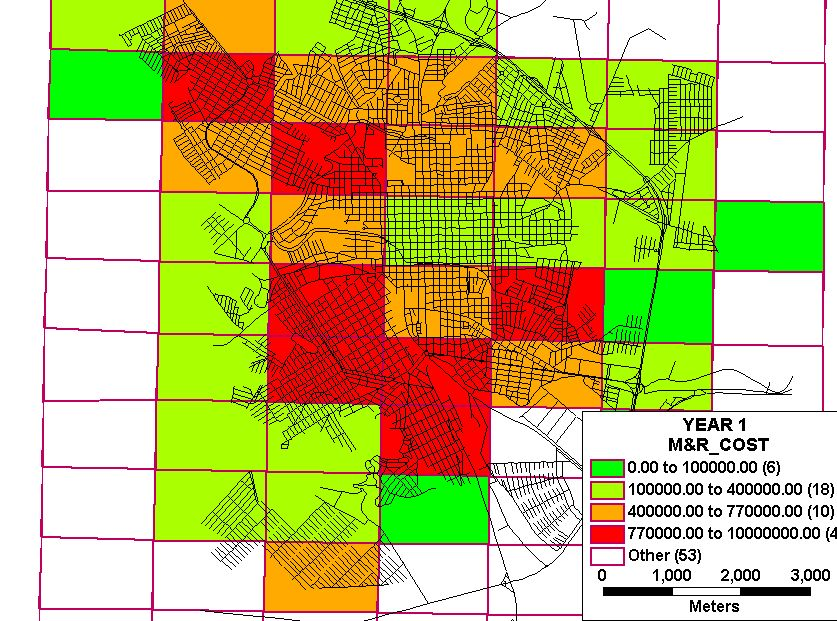 YEAR 1
M&R_COST
0.00 to 100000.00 (6)
100000.00 to 400000.00 (18)
400000.00 to 770000.00 (10)
770000.00 to 10000000.00 (4
Other (53)
0 1,000 2,000 3,000
Meters